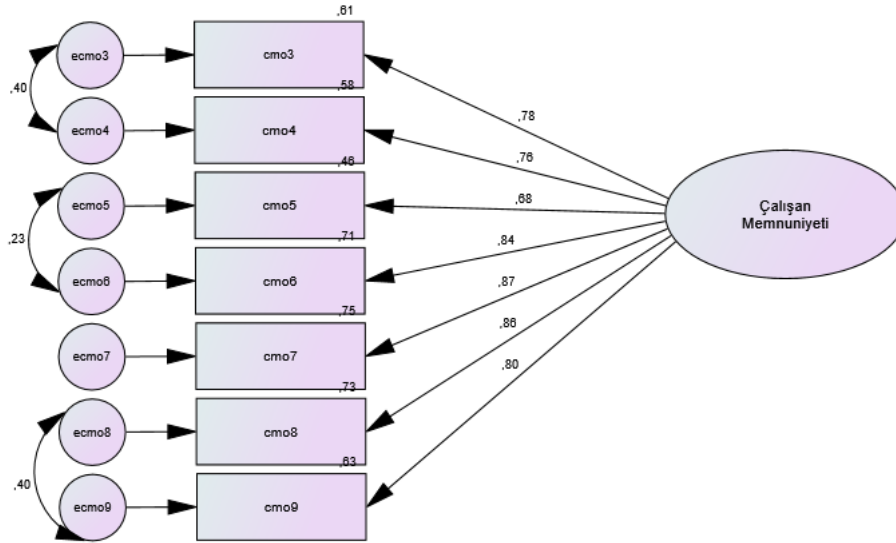 ,61
ecmo3
cmo3
,40
,78
,58
ecmo4
cmo4
,76
,46
ecmo5
cmo5
,68
,23
,71
ecmo6
cmo6
,84
,75
ecmo7
cmo7
,87
,73
ecmo8
cmo8
,86
,40
,63
ecmo9
cmo9
,80
Çalışan
Memnuniyeti